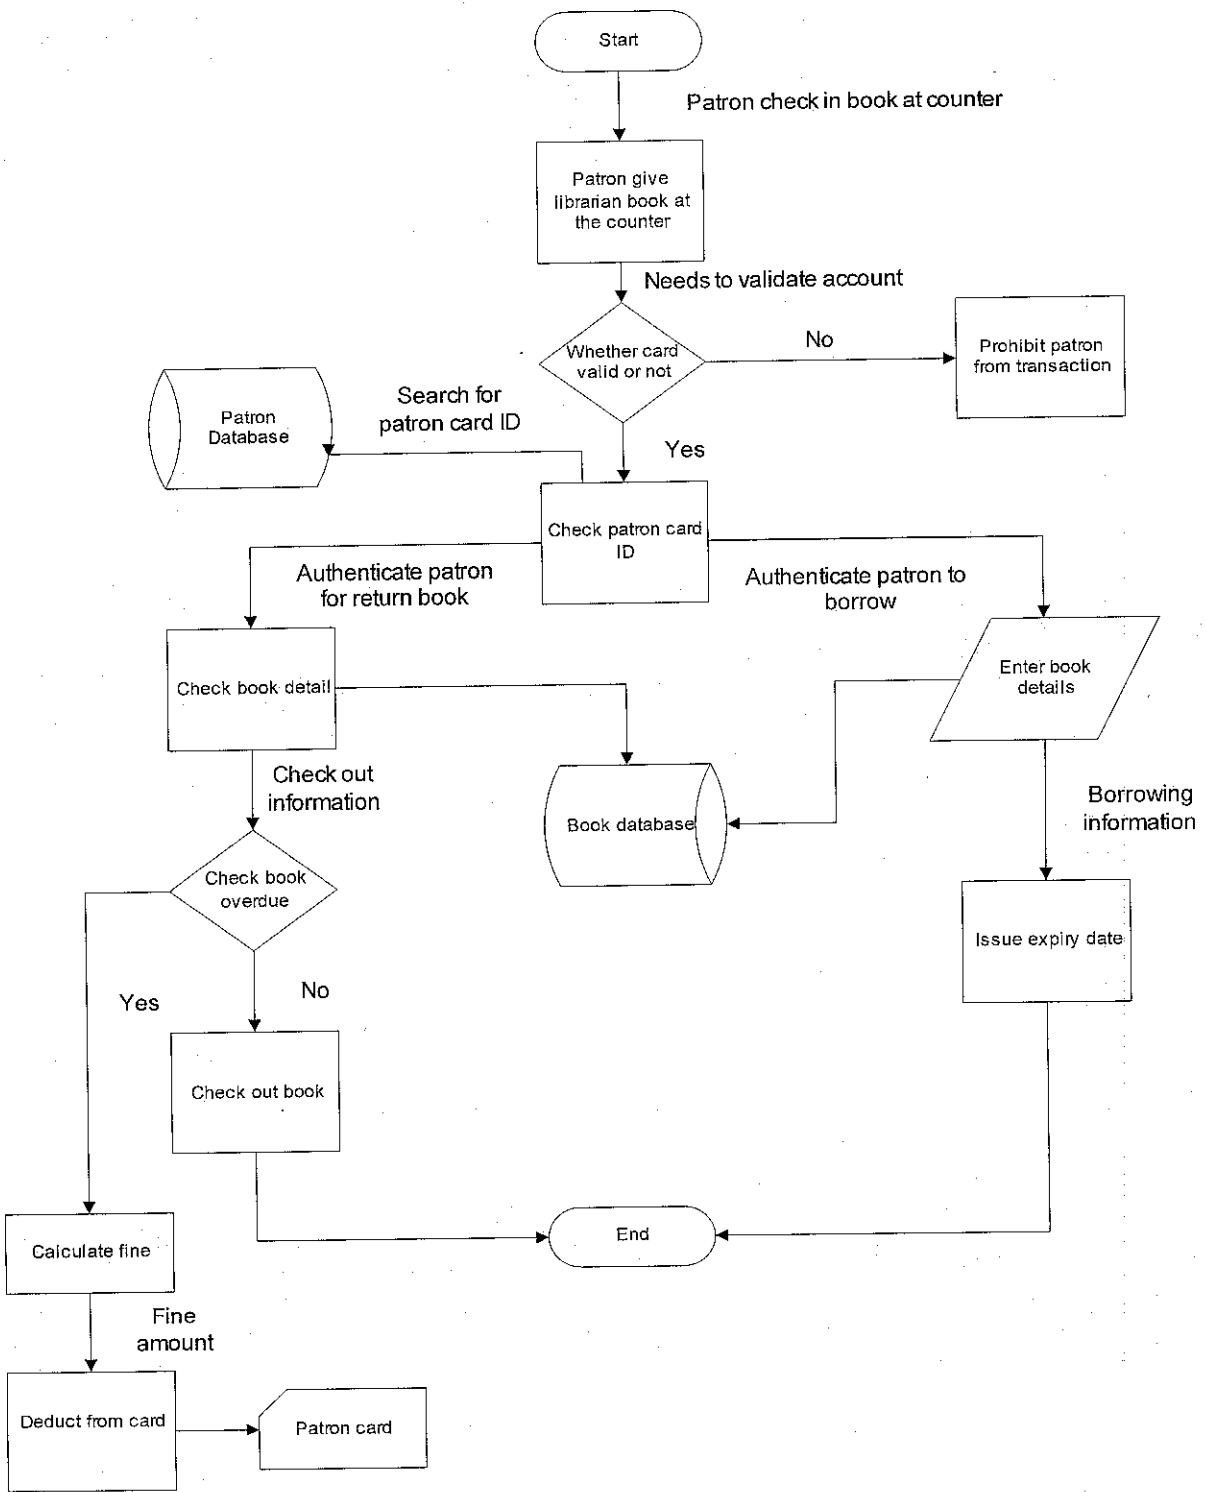 Start
Patron check in book at counter
Patron give
librarian book at
the counter
Needs to validate account
Whether card
valid or not
No
Prohibit patron
from transaction
Patron
Database
Search for
patron card ID
Yes
Check patron card
ID
Authenticate patron
for return book
Authenticate patron to
borrow
Check book detail
Enter book
details
Check out
information
Book database
Borrowing
information
Check book
overdue
Issue expiry date
Yes
No
Check out book
End
Calculate fine
Fine
amount
Deduct from card
Patron card